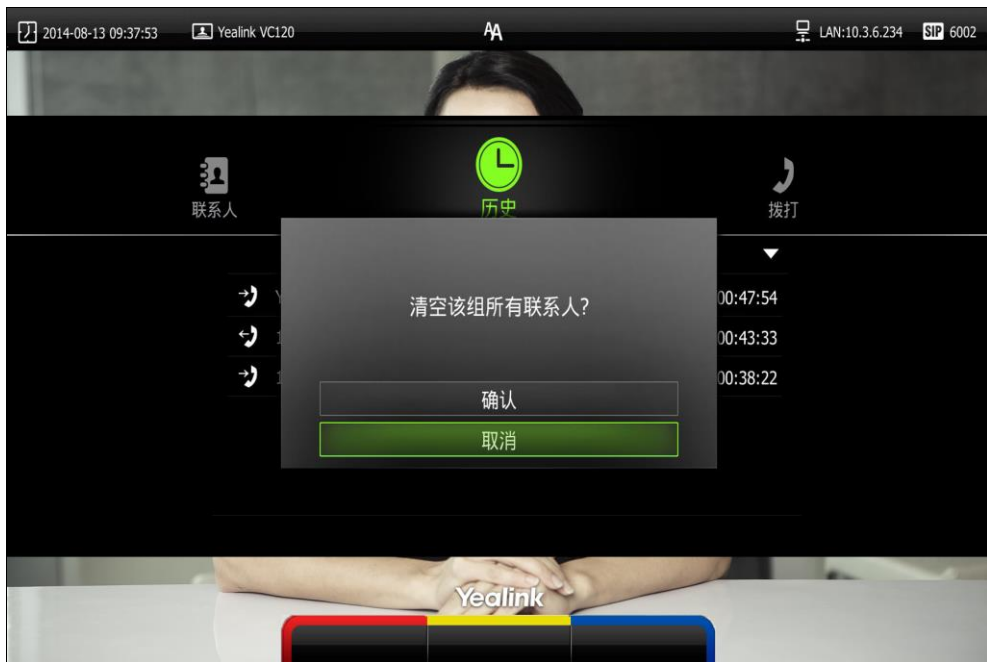 2014-08-13 09:37:53 Yealink VC120 AA LAN:10.3.6.234 SIP 6002
联系人 历史 拨打
清空该组所有联系人?
00:47:54
00:43:33
00:38:22
确认
取消
Yealink